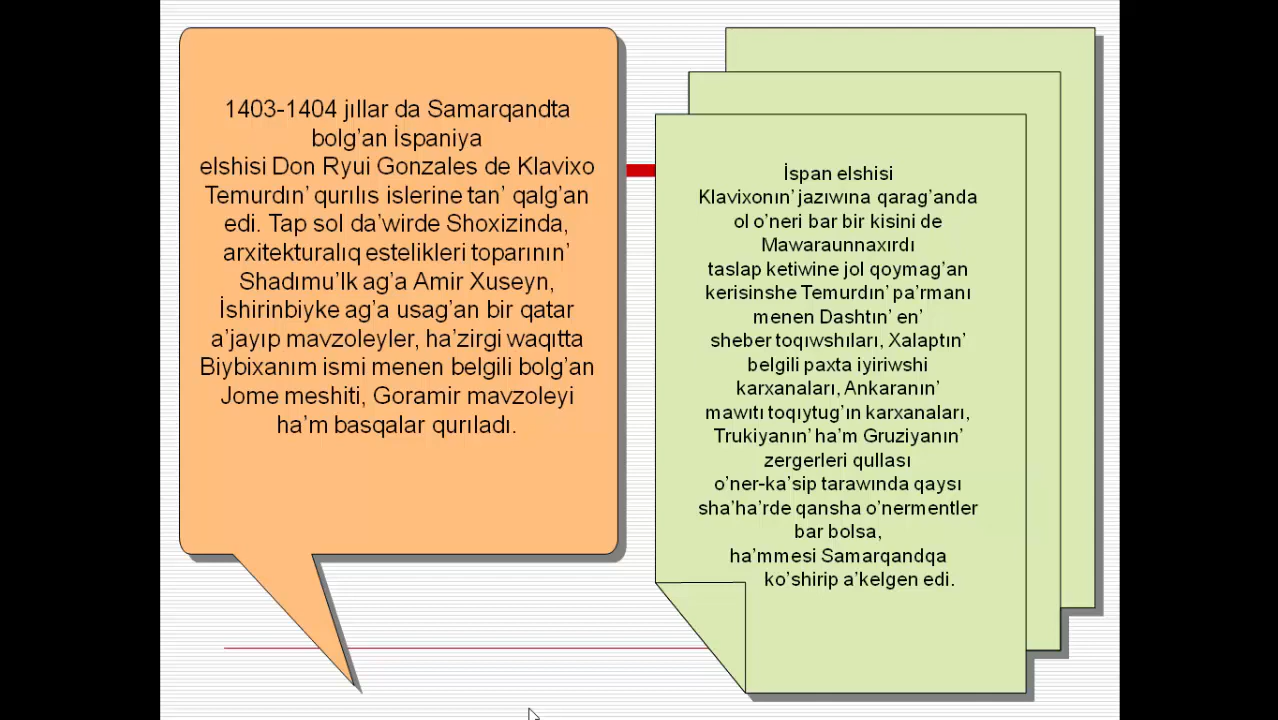 1403-1404 jıllar da Samarqandta
bolg’an İspaniya
elshisi Don Ryui Gonzales de Klavixo
Temurdın’ qurılıs islerine tan’ qalg’an
edi. Tap sol da’wirde Shoxizinda,
arxitekturalıq estelikleri toparının’
Shadımu’lk ag’a Amir Xuseyn,
İshirinbiyke ag’a usag’an bir qatar
a’jayıp mavzoleyler, ha’zirgi waqıtta
Biybixanım ismi menen belgili bolg’an
Jome meshiti, Goramir mavzoleyi
ha’m basqalar qurıladı.
İspan elshisi
Klavixonın’ jazıwına qarag’anda
ol o’neri bar bir kisini de
Mawaraunnaxırdı
taslap ketiwine jol qoymag’an
kerisinshe Temurdın’ pa’rmanı
menen Dashtın’ en’
sheber toqıwshıları, Xalaptın’
belgili paxta iyiriwshi
karxanaları, Ankaranın’
mawıtı toqıytug’ın karxanaları,
Trukiyanın’ ha’m Gruziyanın’
zergerleri qullası
o’ner-ka’sip tarawında qaysı
sha’ha’rde qansha o’nermentler
bar bolsa,
ha’mmesi Samarqandqa
ko’shirip a’kelgen edi.